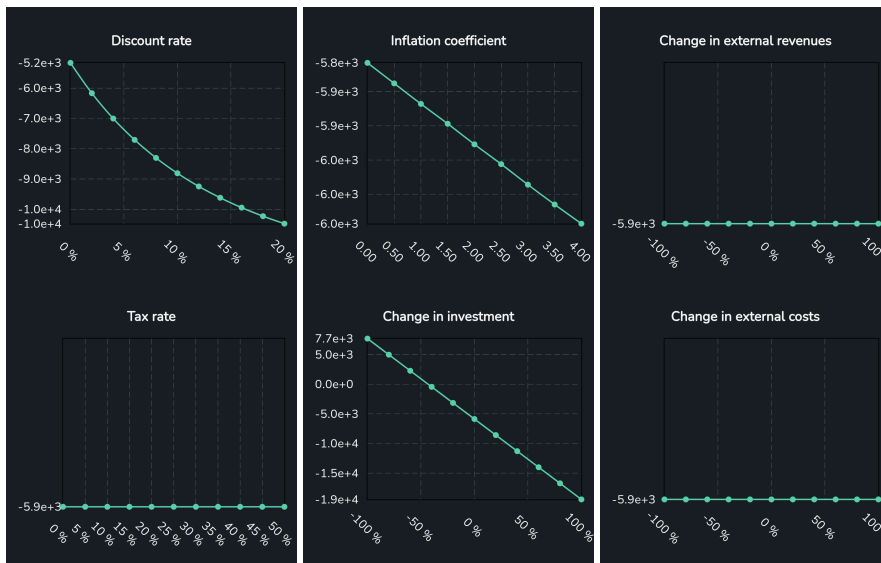 Discount rate
-5.2e+3
-6.0e+3
-7.0e+3
-8.0e+3
-9.0e+3
-1.0e+4
-1.0e+4
0 %
5 %
10 %
15 %
20 %
Inflation coefficient
-5.8e+3
-5.9e+3
-5.9e+3
-6.0e+3
-6.0e+3
-6.0e+3
0.00
0.50
1.00
1.50
2.00
2.50
3.00
3.50
4.00
Change in external revenues
-5.9e+3
-100 %
-50 %
0 %
50 %
100
Tax rate
-5.9e+3
0 %
5 %
10 %
15 %
20 %
25 %
30 %
35 %
40 %
45 %
50 %
Change in investment
7.7e+3
5.0e+3
0.0e+0
-5.0e+3
-1.0e+4
-1.5e+4
-1.9e+4
-100 %
-50 %
0 %
50 %
100 %
Change in external costs
-5.9e+3
-100 %
-50 %
0 %
50 %
100